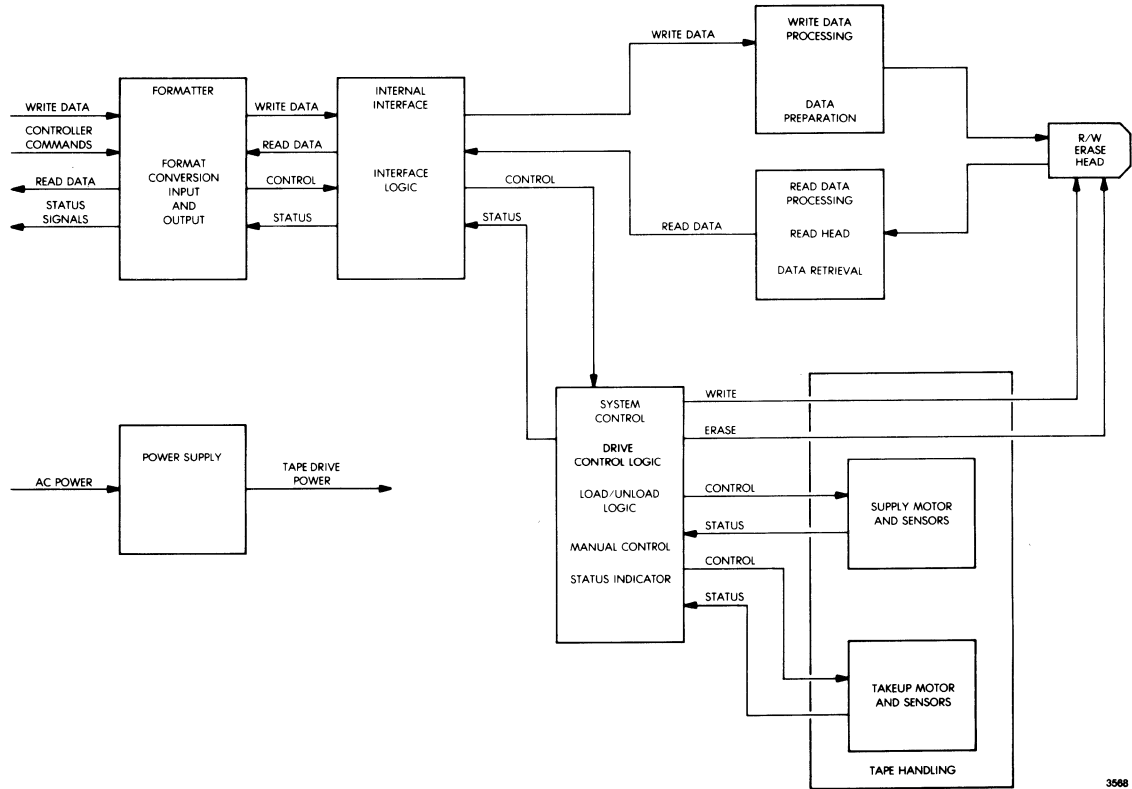 WRITE DATA
CONTROLLER
COMMANDS
READ DATA
STATUS
SIGNALS
FORMATTER
FORMAT
CONVERSION
INPUT
AND
OUTPUT
WRITE DATA
READ DATA
CONTROL
STATUS
INTERNAL
INTERFACE
INTERFACE
LOGIC
WRITE DATA
CONTROL
STATUS
READ DATA
WRITE DATA
PROCESSING
DATA
PREPARATION
READ DATA
PROCESSING
READ HEAD
DATA RETRIEVAL
R/W
ERASE
HEAD
AC POWER
POWER SUPPLY
TAPE DRIVE
POWER
SYSTEM
CONTROL
DRIVE
CONTROL LOGIC
LOAD/UNLOAD
LOGIC
MANUAL CONTROL
STATUS INDICATOR
WRITE
ERASE
CONTROL
STATUS
CONTROL
STATUS
SUPPLY MOTOR
AND SENSORS
TAKEUP MOTOR
AND SENSORS
TAPE HANDLING
3568